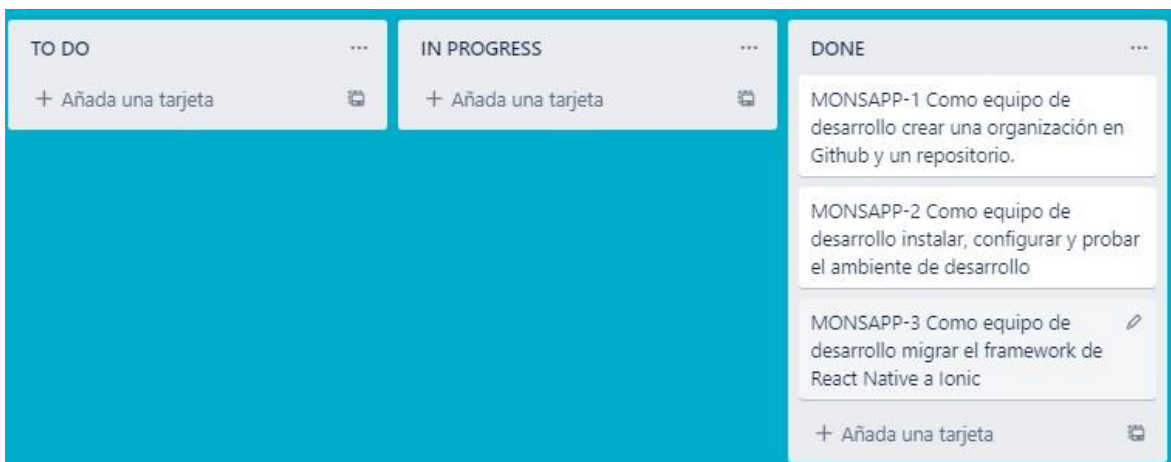 TO DO
+ Añada una tarjeta
IN PROGRESS
+ Añada una tarjeta
DONE
MONSAPP-1 Como equipo de
desarrollo crear una organización en
Github y un repositorio.
MONSAPP-2 Como equipo de
desarrollo instalar, configurar y probar
el ambiente de desarrollo
MONSAPP-3 Como equipo de
desarrollo migrar el framework de
React Native a Ionic
+ Añada una tarjeta